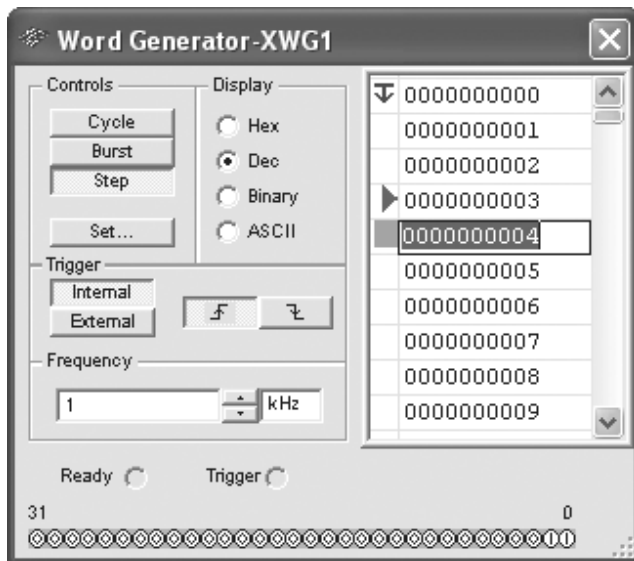 Word Generator-XWG1
Controls
Cycle
Burst
Step
Set...
Display
Hex
Dec
Binary
ASCII
Trigger
Internal
External
Frequency
1 kHz
0000000000
0000000001
0000000002
0000000003
0000000004
0000000005
0000000006
0000000007
0000000008
0000000009
Ready Trigger
31 0
00000000000000000000000000000011